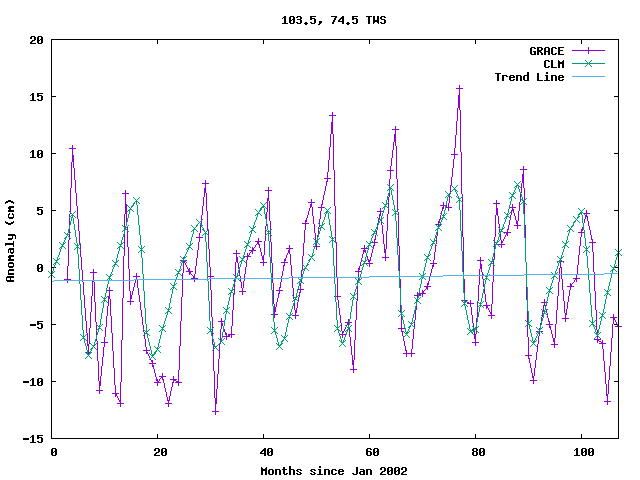 103.5, 74.5 TWS
GRACE
CLM
Trend Line
20
15
10
5
0
-5
-10
-15
Anomaly (cm)
0 20 40 60 80 100
Months since Jan 2002